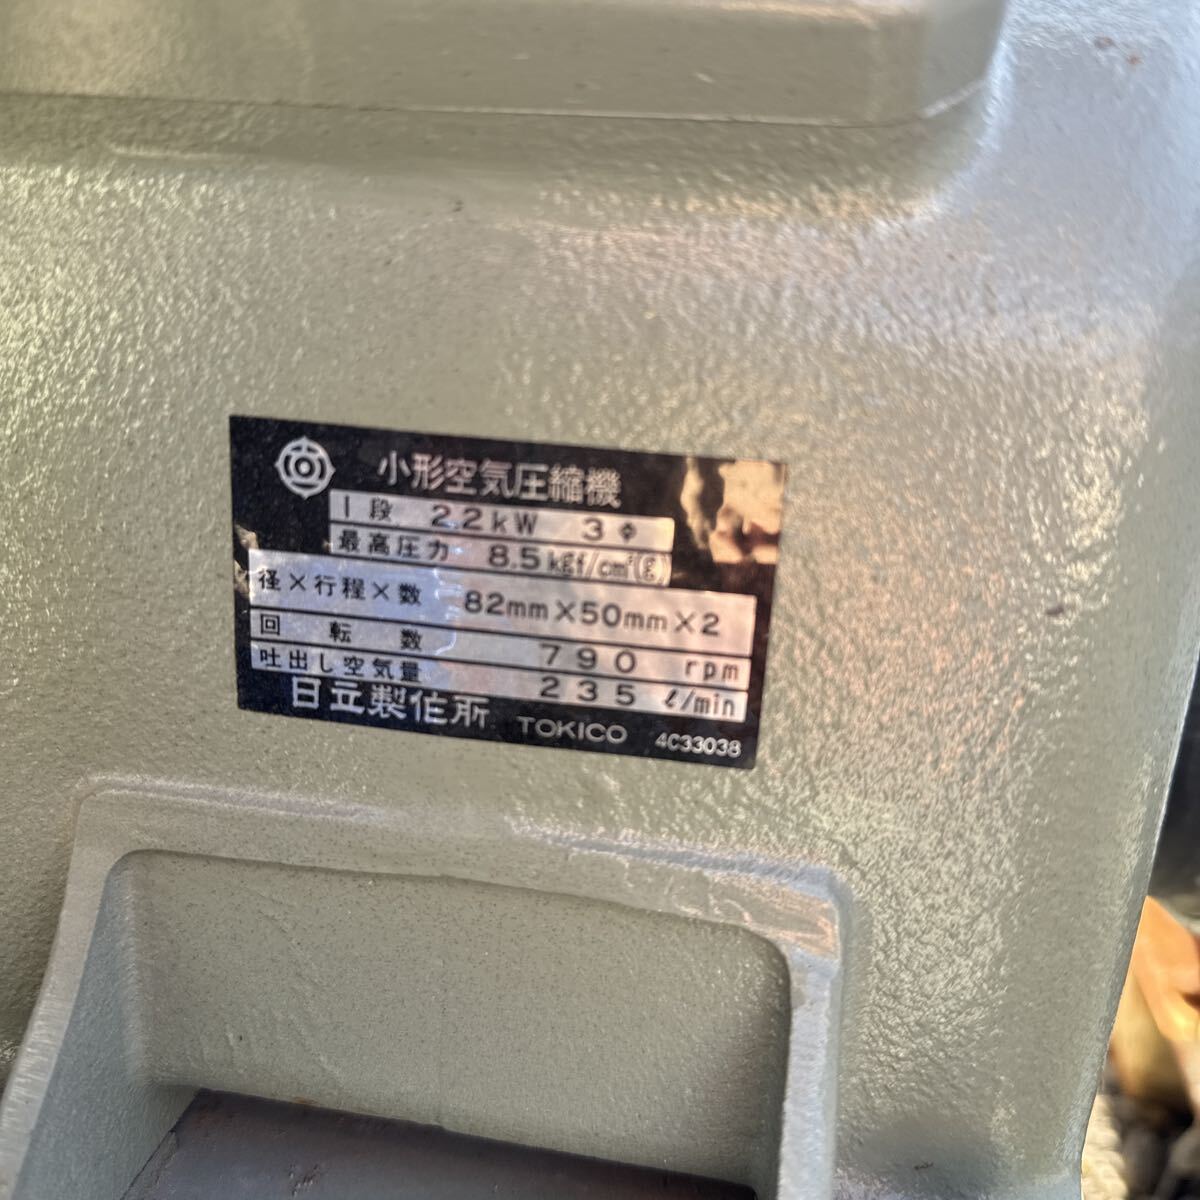 小形空気圧縮機
1段 2.2kW 3φ
最高圧力 8.5kgf/cm²(g)
径×行程×数 82mm×50mm×2
回転数 790 rpm
吐出し空気量 235 ℓ/min
日立製作所 TOKICO 4C33038